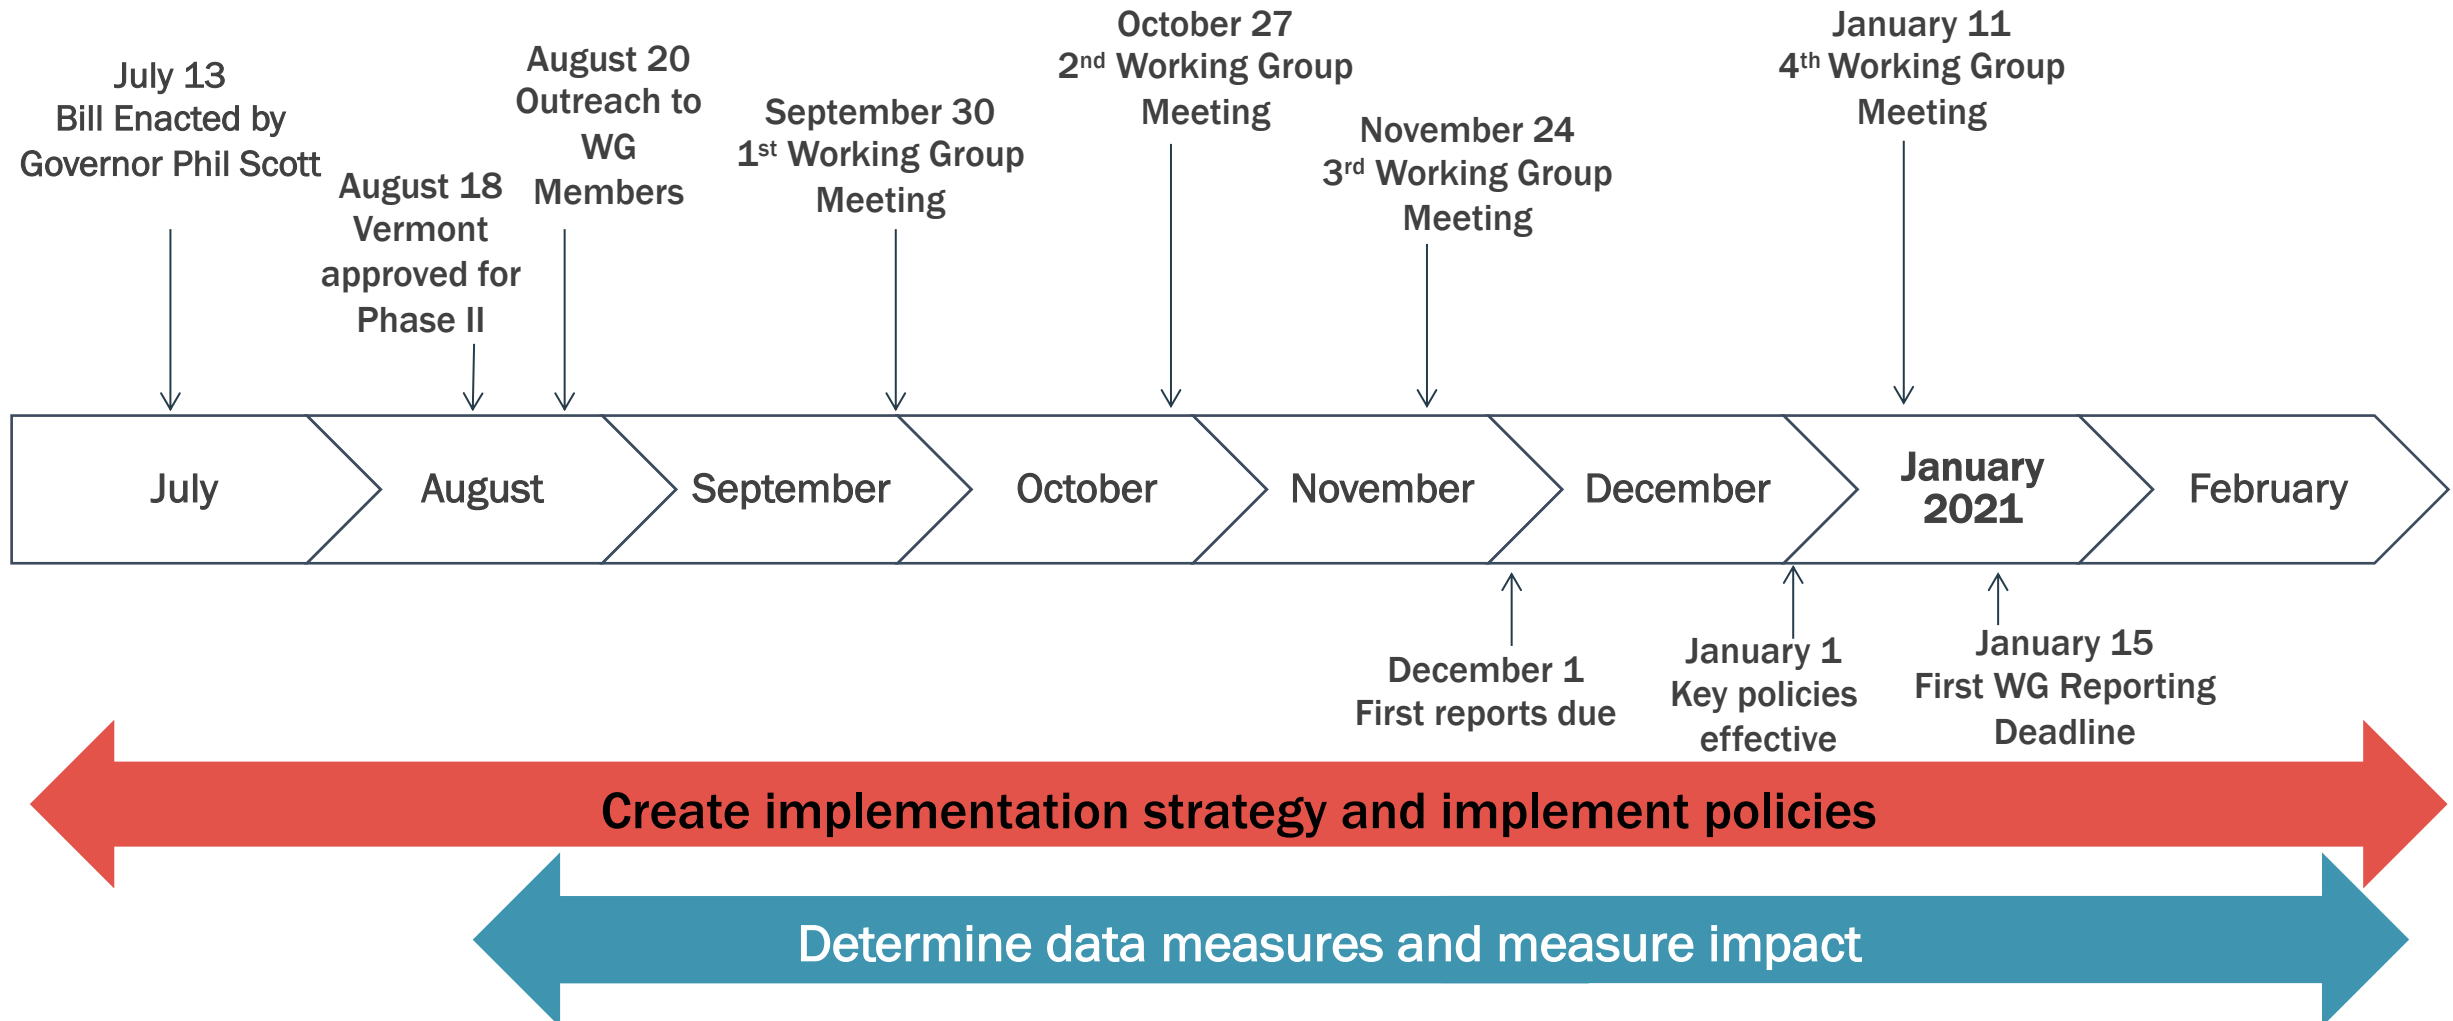 July 13
Bill Enacted by
Governor Phil Scott
August 18
Vermont
approved for
Phase II
August 20
Outreach to
WG
Members
September 30
1st Working Group
Meeting
October 27
2nd Working Group
Meeting
November 24
3rd Working Group
Meeting
January 11
4th Working Group
Meeting
July
August
September
October
November
December
January
2021
February
December 1
First reports due
January 1
Key policies
effective
January 15
First WG Reporting
Deadline
Create implementation strategy and implement policies
Determine data measures and measure impact